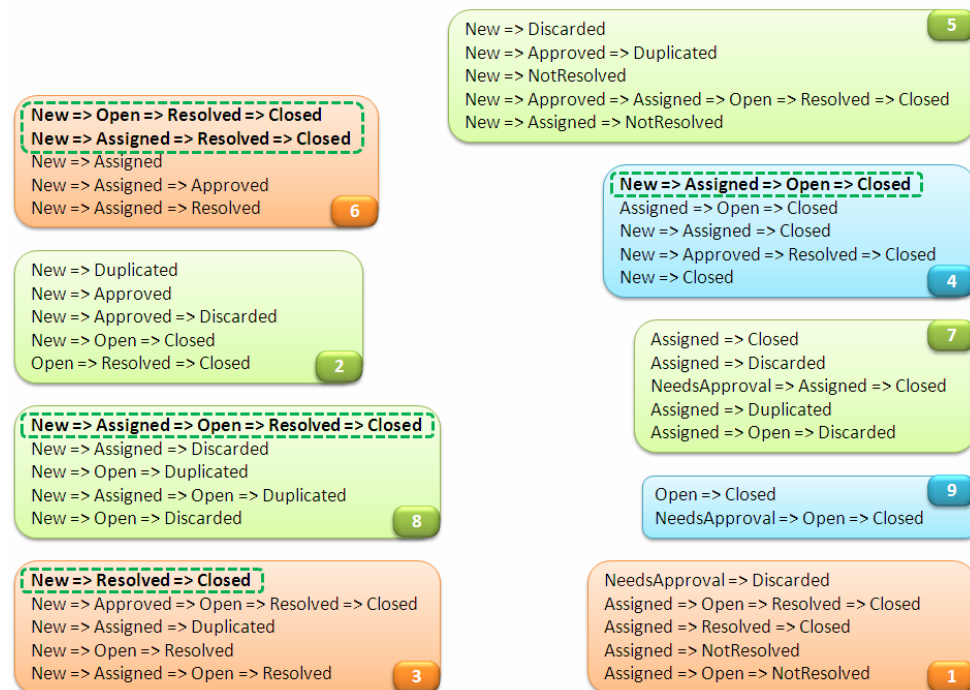 New => Open => Resolved => Closed
New => Assigned => Resolved => Closed
New => Assigned
New => Assigned => Approved
New => Assigned => Resolved
6
New => Duplicated
New => Approved
New => Approved => Discarded
New => Open => Closed
Open => Resolved => Closed
2
New => Assigned => Open => Resolved => Closed
New => Assigned => Discarded
New => Open => Duplicated
New => Assigned => Open => Duplicated
New => Open => Discarded
8
New => Resolved => Closed
New => Approved => Open => Resolved => Closed
New => Assigned => Duplicated
New => Open => Resolved
New => Assigned => Open => Resolved
3
5
New => Discarded
New => Approved => Duplicated
New => NotResolved
New => Approved => Assigned => Open => Resolved => Closed
New => Assigned => NotResolved
New => Assigned => Open => Closed
Assigned => Open => Closed
New => Assigned => Closed
New => Approved => Resolved => Closed
New => Closed
4
7
Assigned => Closed
Assigned => Discarded
NeedsApproval => Assigned => Closed
Assigned => Duplicated
Assigned => Open => Discarded
9
Open => Closed
NeedsApproval => Open => Closed
NeedsApproval => Discarded
Assigned => Open => Resolved => Closed
Assigned => Resolved => Closed
Assigned => NotResolved
Assigned => Open => NotResolved
1